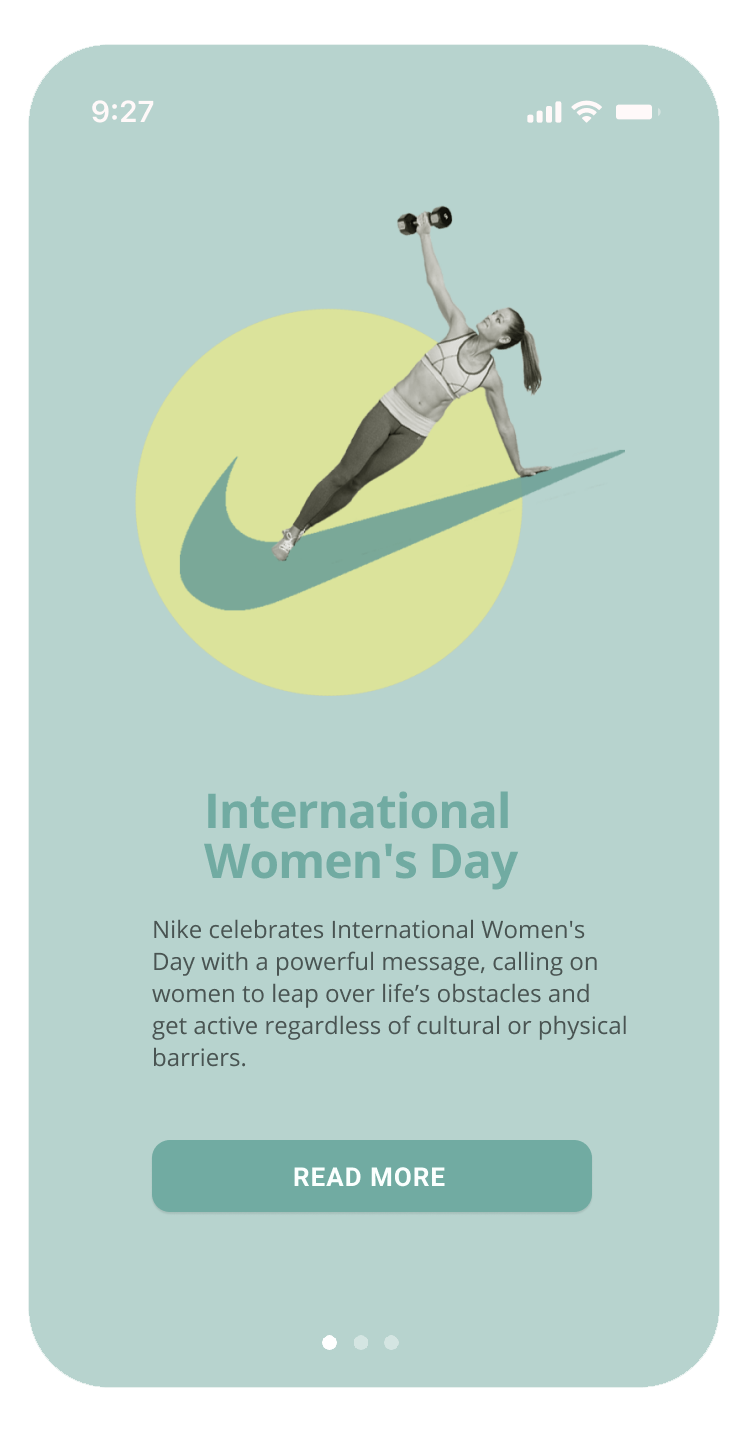 9:27
International
Women's Day
Nike celebrates International Women's
Day with a powerful message, calling on
women to leap over life’s obstacles and
get active regardless of cultural or physical
barriers.
READ MORE